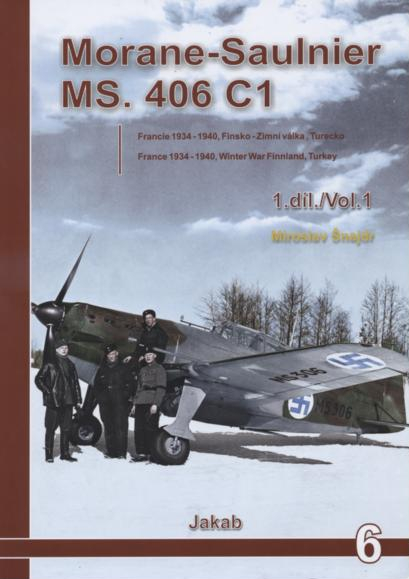 Morane-Saulnier
MS. 406 C1
Francie 1934 - 1940, Finsko - Zimní válka, Turecko
France 1934 - 1940, Winter War Finnland, Turkey
1.díl./Vol.1
Miroslav Šnajdr
MS306
MS306
Jakab
6